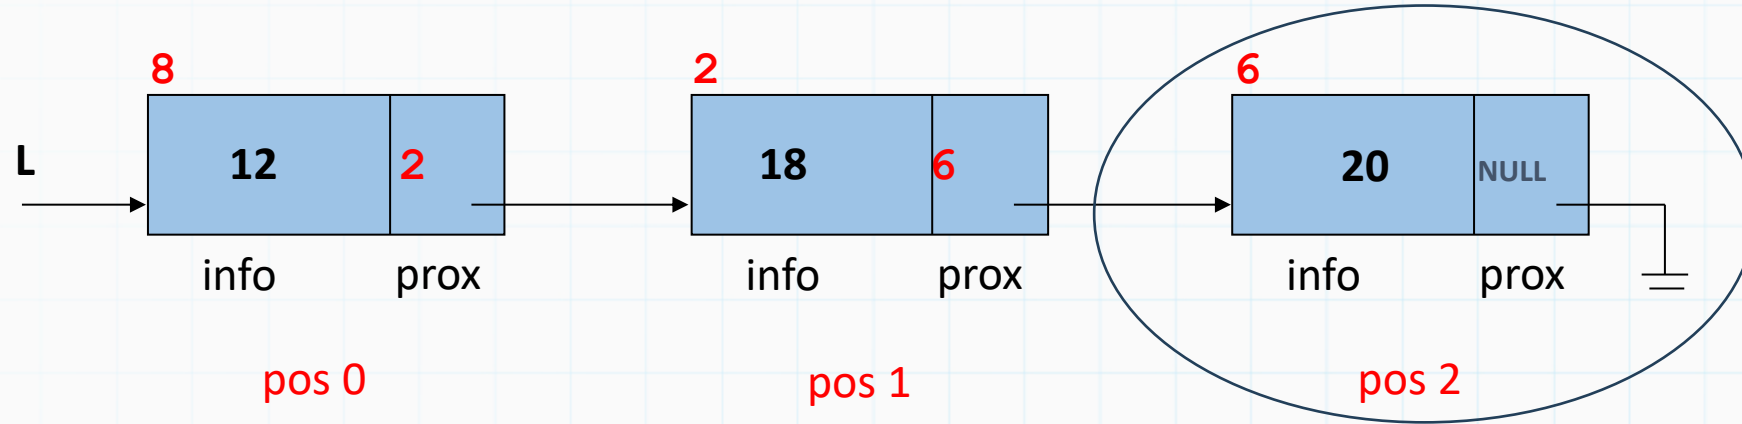 8 2 6
L 12 2 18 6 20 NULL
info prox info prox info prox
pos 0 pos 1 pos 2